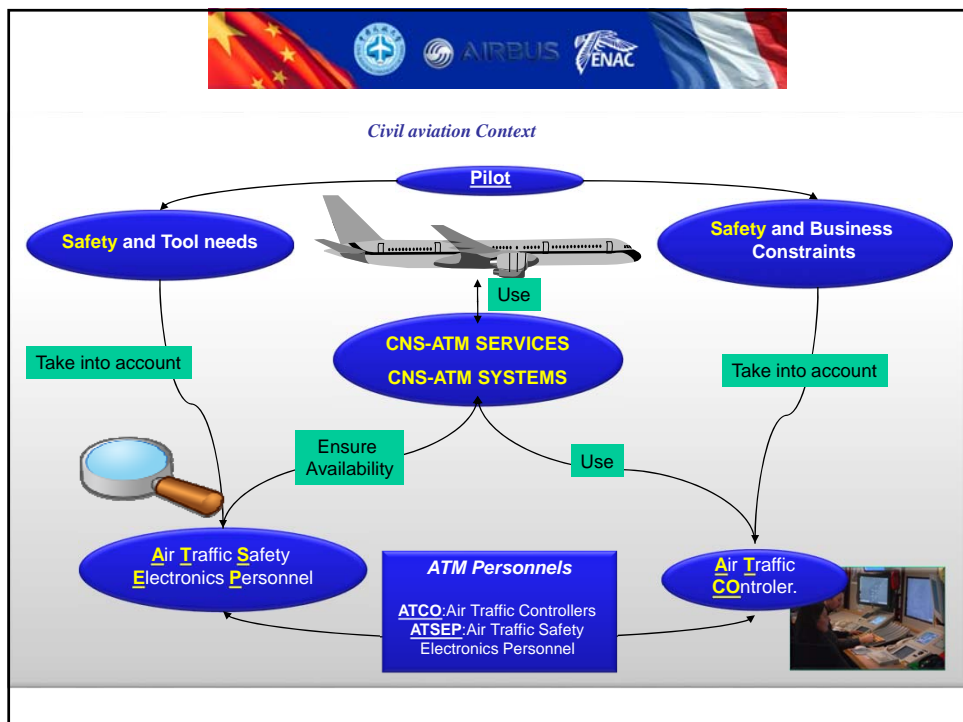 AIRBUS
ENAC
Civil aviation Context
Pilot
Safety and Tool needs
Safety and Business
Constraints
Use
CNS-ATM SERVICES
CNS-ATM SYSTEMS
Take into account
Take into account
Ensure
Availability
Use
Air Traffic Safety
Electronics Personnel
ATM Personnels
ATCO:Air Traffic Controllers
ATSEP:Air Traffic Safety
Electronics Personnel
Air Traffic
COntroler.